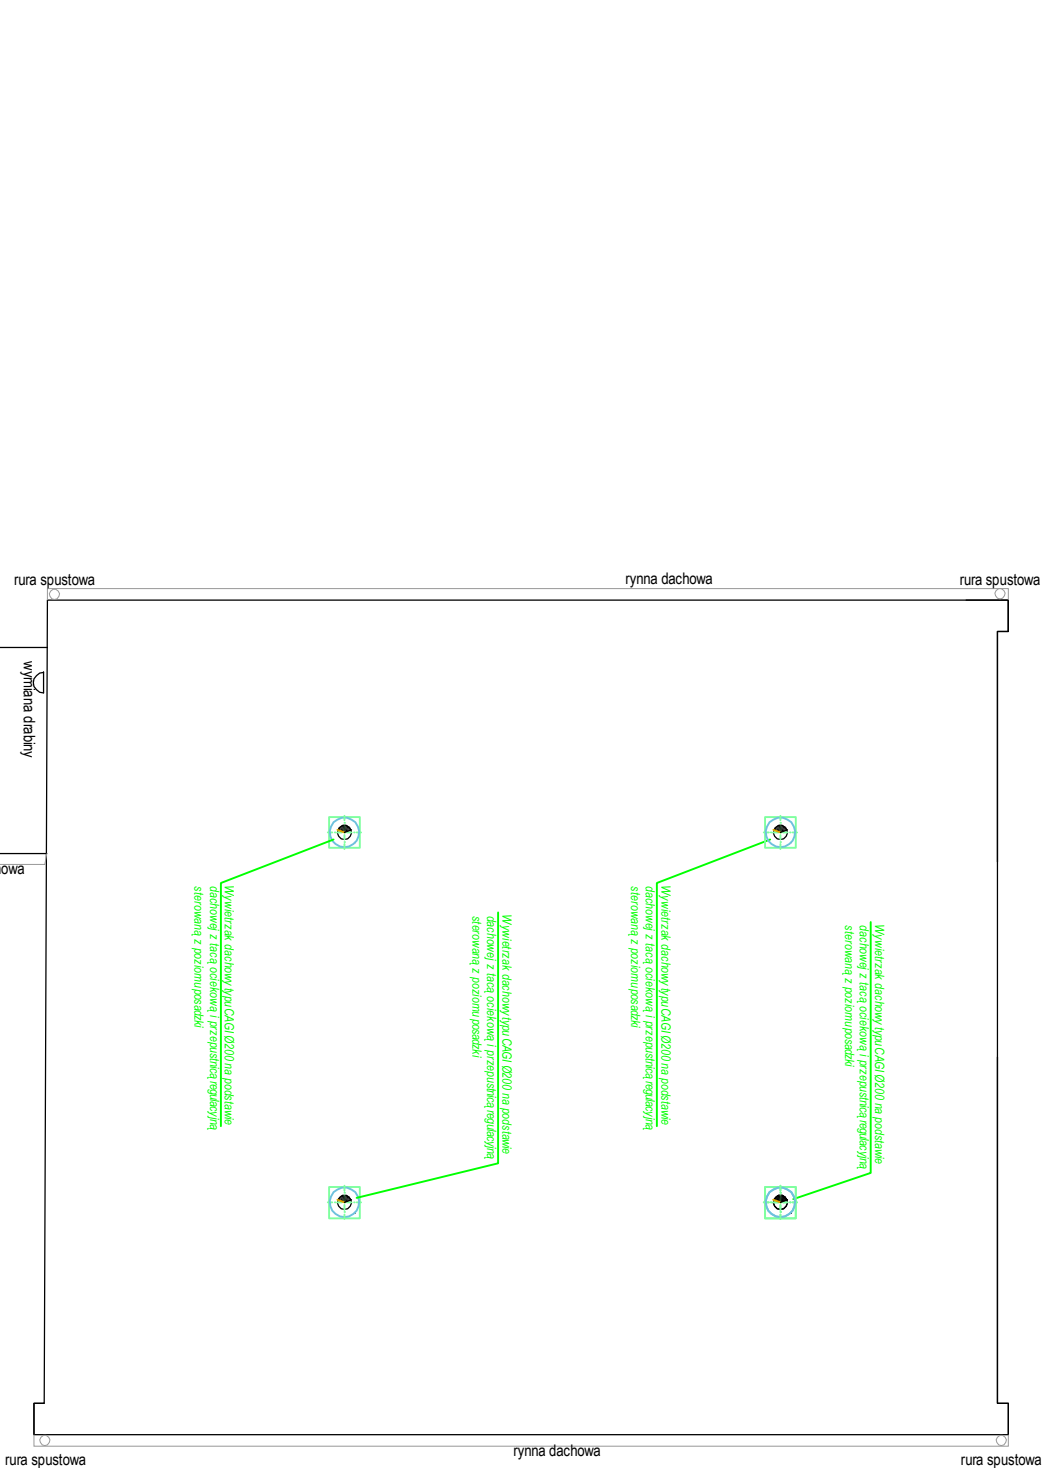 rura spustowa
rynna dachowa
rura spustowa
wymiana drabiny
howa
Wywietrzak dachowy typu CAGI Ø200 na podstawie
dachowej z tacą ociekową i przepustnicą regulacyjną
sterowaną z poziomu posadzki
Wywietrzak dachowy typu CAGI Ø200 na podstawie
dachowej z tacą ociekową i przepustnicą regulacyjną
sterowaną z poziomu posadzki
Wywietrzak dachowy typu CAGI Ø200 na podstawie
dachowej z tacą ociekową i przepustnicą regulacyjną
sterowaną z poziomu posadzki
Wywietrzak dachowy typu CAGI Ø200 na podstawie
dachowej z tacą ociekową i przepustnicą regulacyjną
sterowaną z poziomu posadzki
rura spustowa
rynna dachowa
rura spustowa